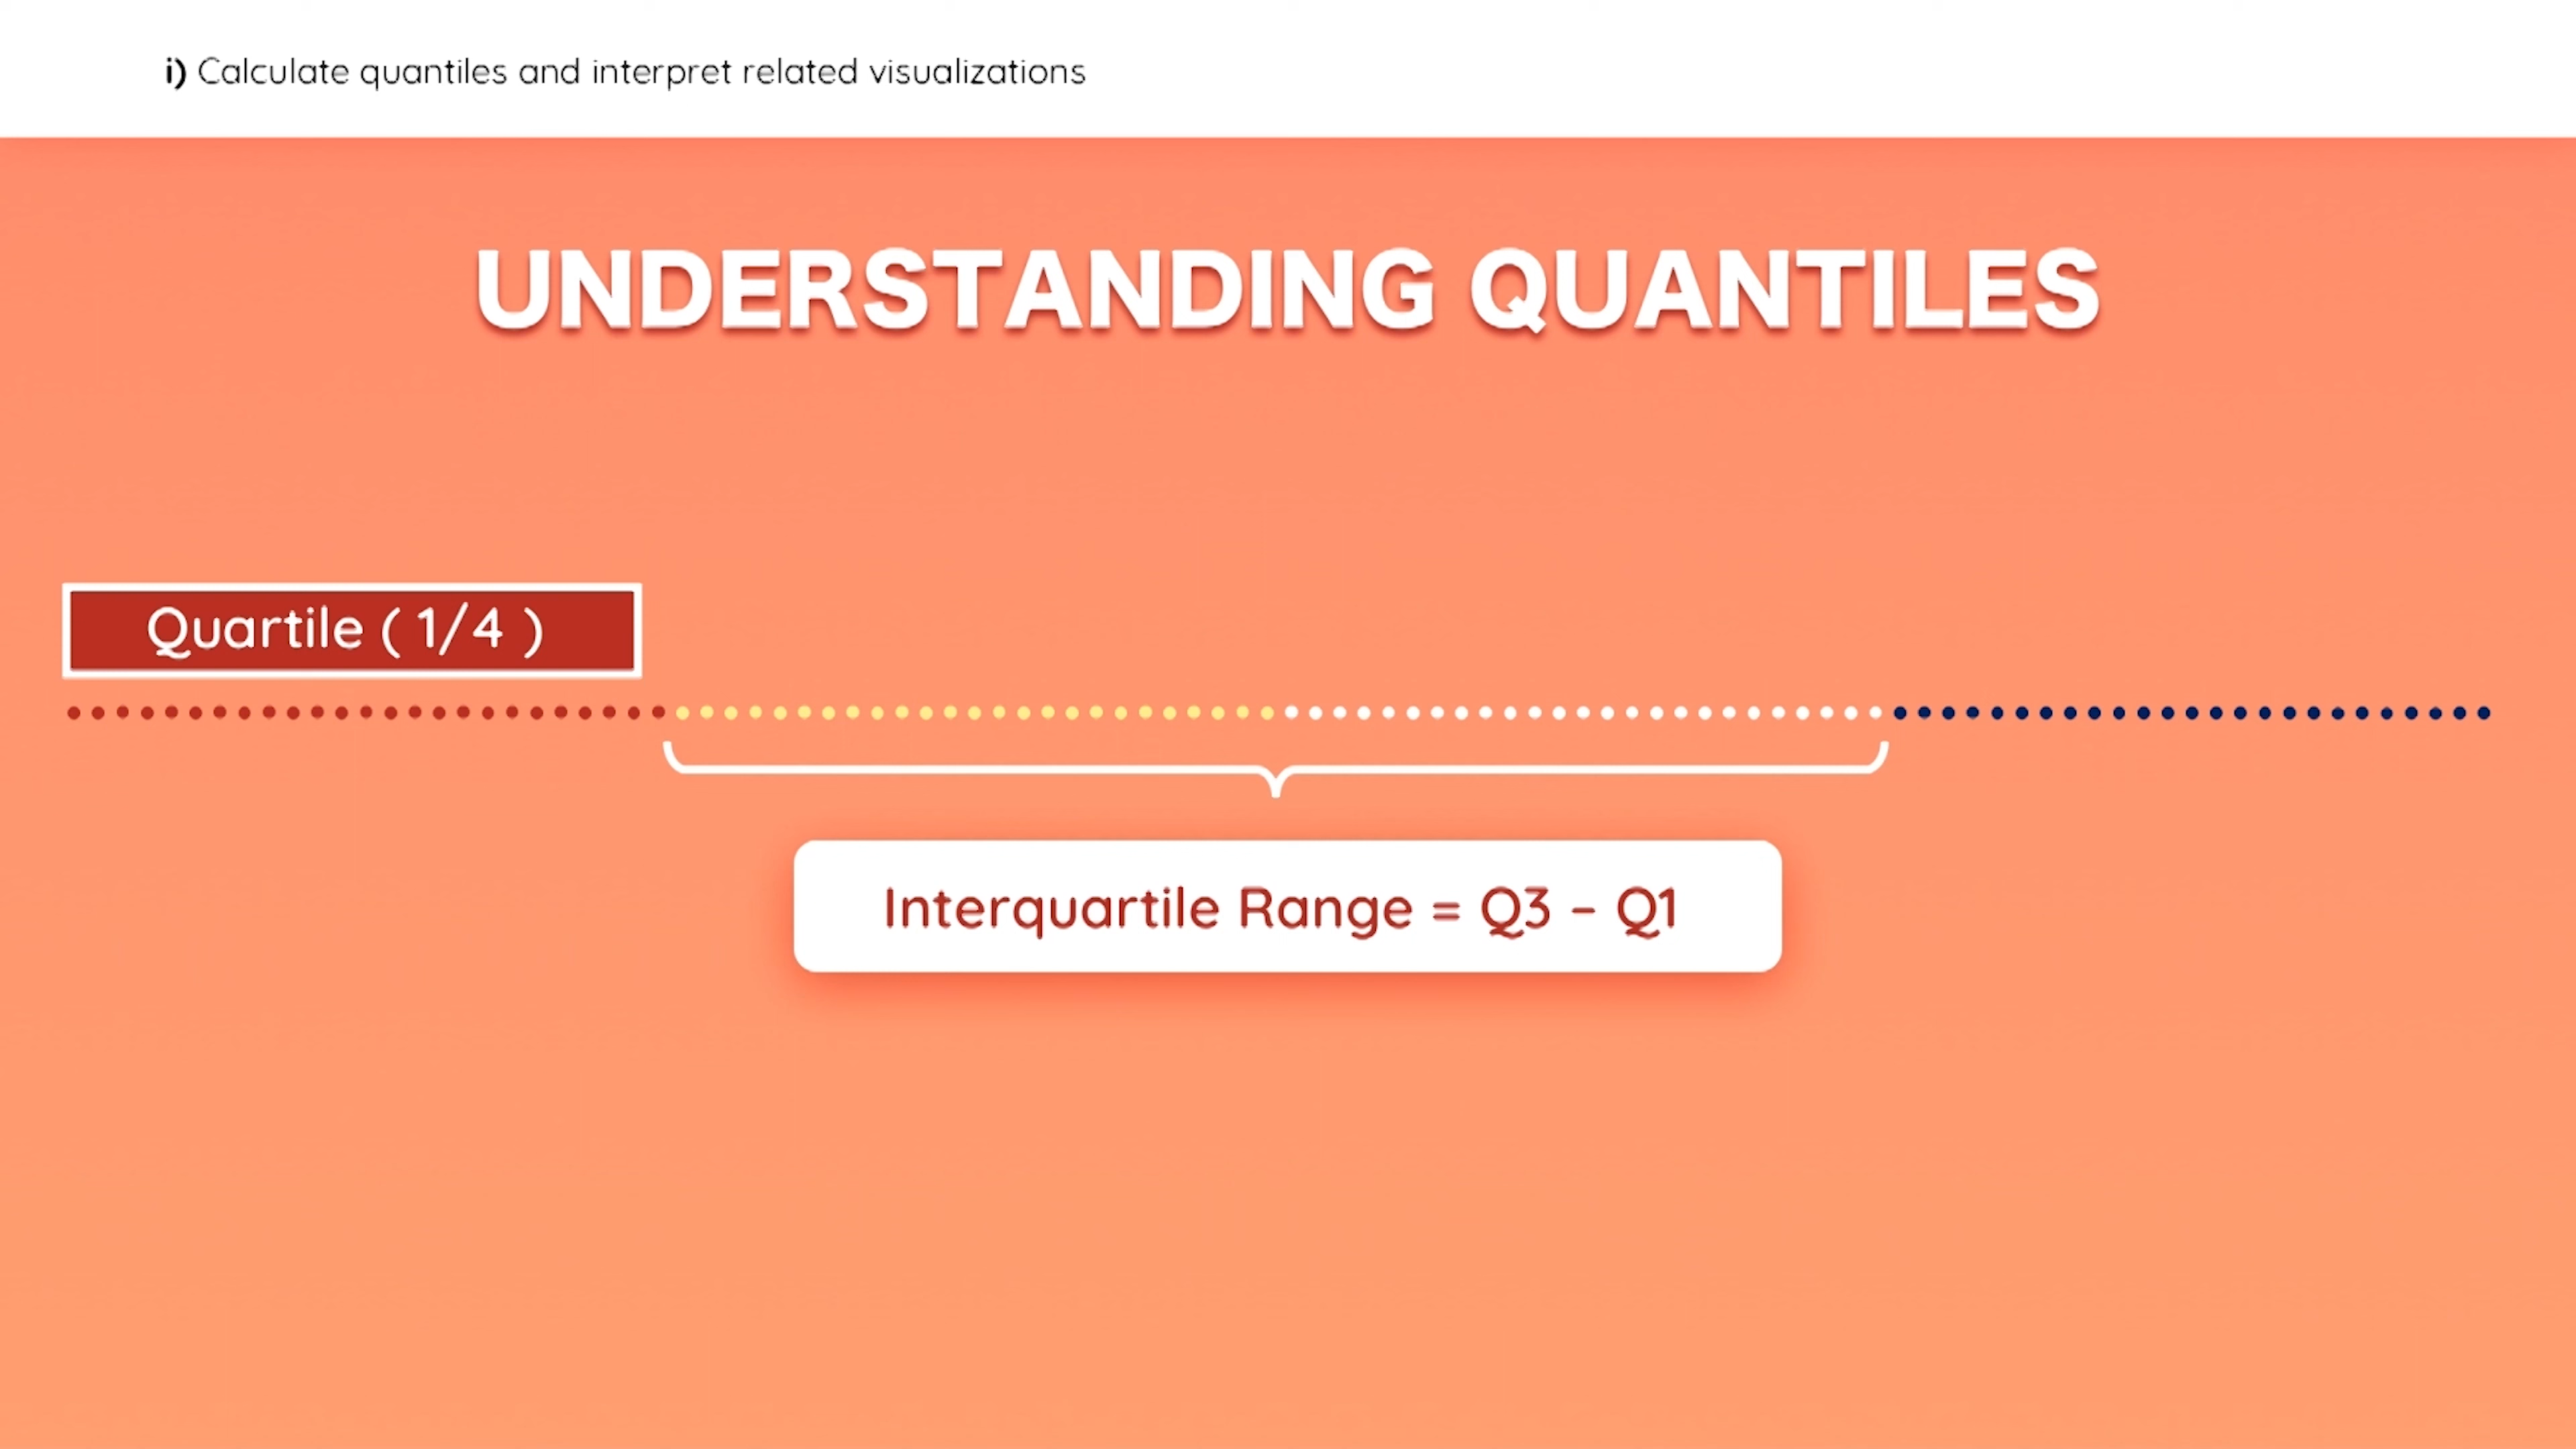 i) Calculate quantiles and interpret related visualizations
UNDERSTANDING QUANTILES
Quartile ( 1/4 )
Interquartile Range = Q3 – Q1